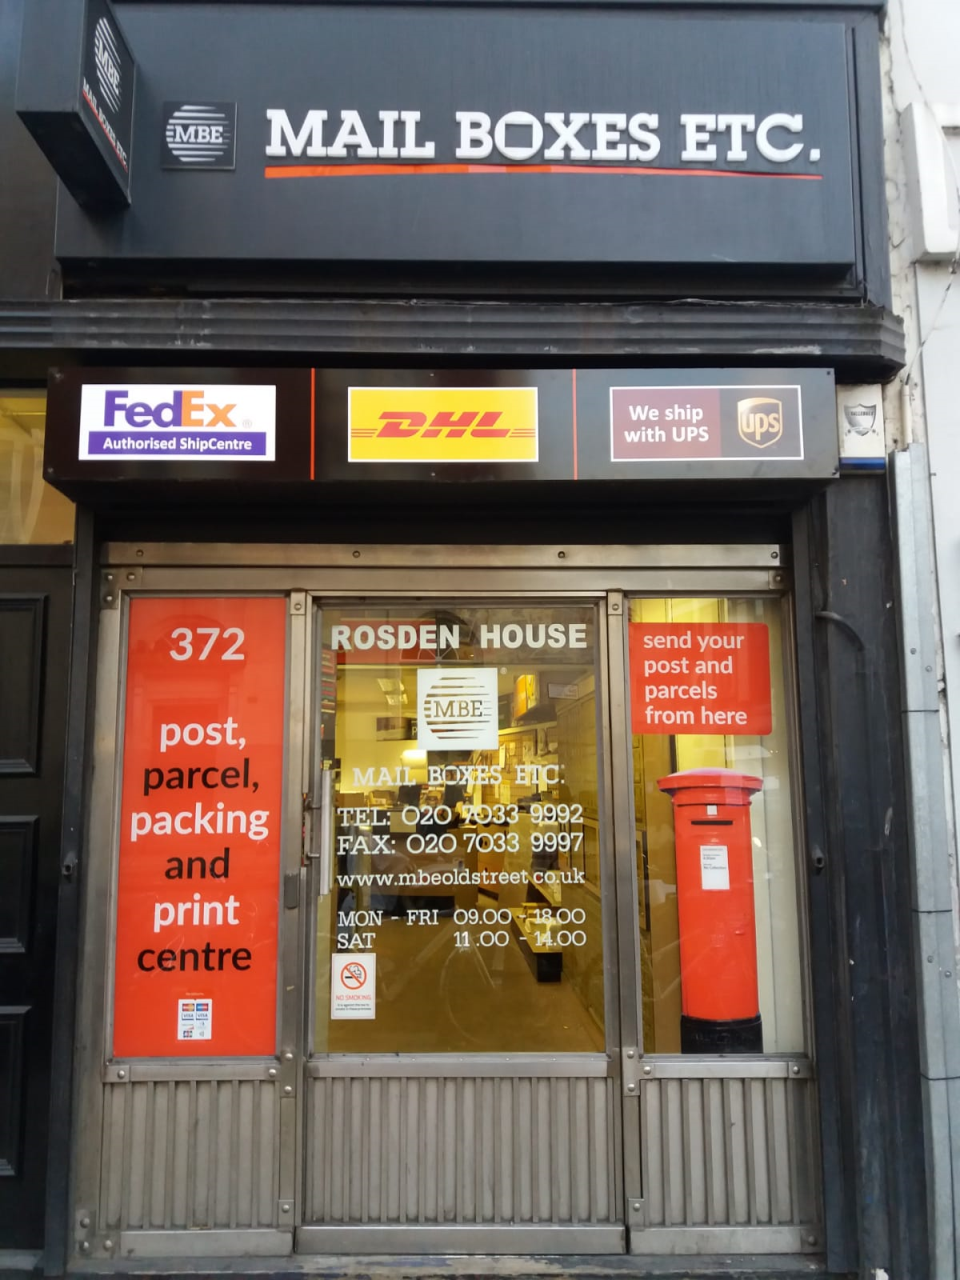 MBE
MAIL BOXES ETC.
MBE
MAIL BOXES ETC.
FedEx
Authorised ShipCentre
DHL
We ship
with UPS
ups
372
post,
parcel,
packing
and
print
centre
ROSDEN HOUSE
MBE
MAIL BOXES ETC.
TEL: 020 7033 9992
FAX: 020 7033 9997
www.mbeoldstreet.co.uk
MON - FRI 09.00 - 18.00
SAT 11.00 - 14.00
NO SMOKING
send your
post and
parcels
from here